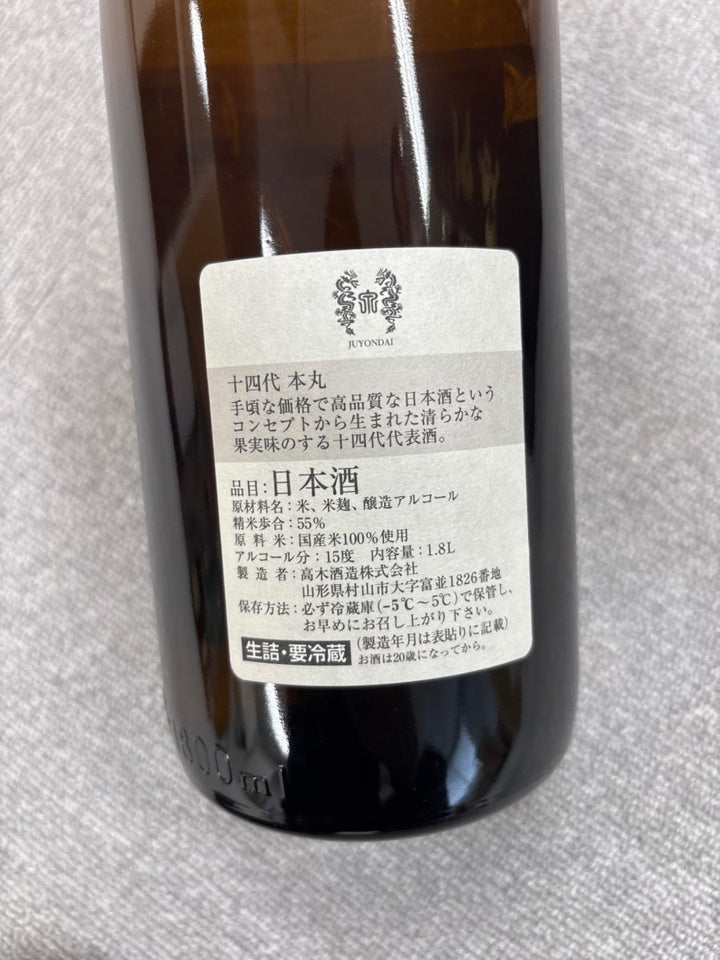 JUYONDAI
十四代 本丸
手頃な価格で高品質な日本酒という
コンセプトから生まれた清らかな
果実味のする十四代代表酒。
品目：日本酒
原材料名：米、米麹、醸造アルコール
精米歩合：55％
原料米：国産米100％使用
アルコール分：15度 内容量：1.8L
製造者：高木酒造株式会社
山形県村山市大字富並1826番地
保存方法：必ず冷蔵庫(-5℃～5℃)で保管し、
お早めにお召し上がり下さい。
生詰・要冷蔵 (製造年月は表貼りに記載)
お酒は20歳になってから。
1800ml